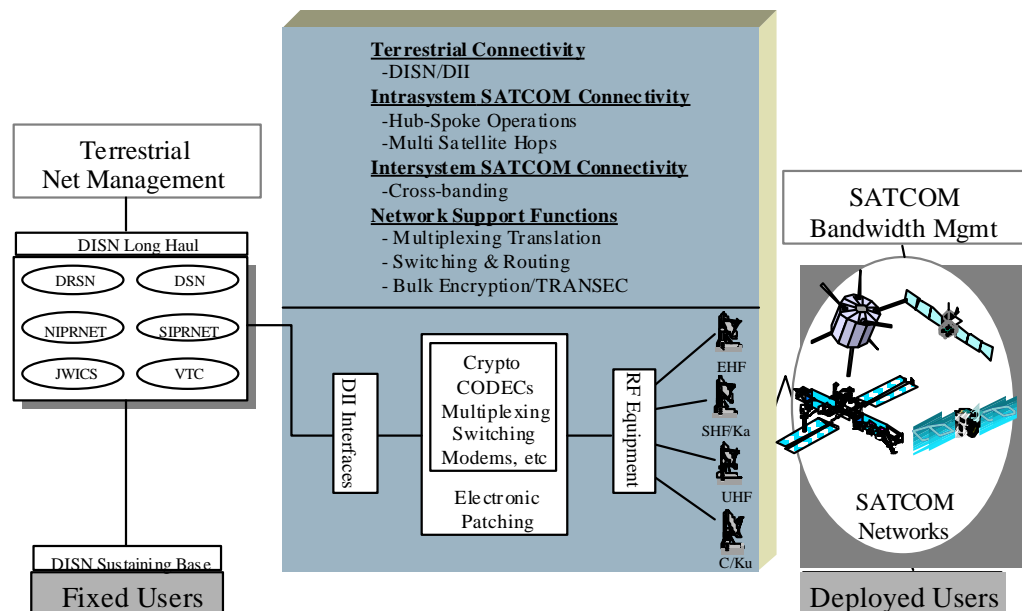 Terrestrial Connectivity
-DISN/DII
Intrasystem SATCOM Connectivity
-Hub-Spoke Operations
-Multi Satellite Hops
Intersystem SATCOM Connectivity
-Cross-banding
Network Support Functions
- Multiplexing Translation
- Switching & Routing
- Bulk Encryption/TRANSEC
Terrestrial
Net Management
DISN Long Haul
DRSN
DSN
NIPRNET
SIPRNET
JWICS
VTC
DISN Sustaining Base
Fixed Users
DII Interfaces
Crypto
CODECs
Multiplexing
Switching
Modems, etc
Electronic
Patching
RF Equipment
EHF
SHF/Ka
UHF
C/Ku
SATCOM
Bandwidth Mgmt
SATCOM
Networks
Deployed Users